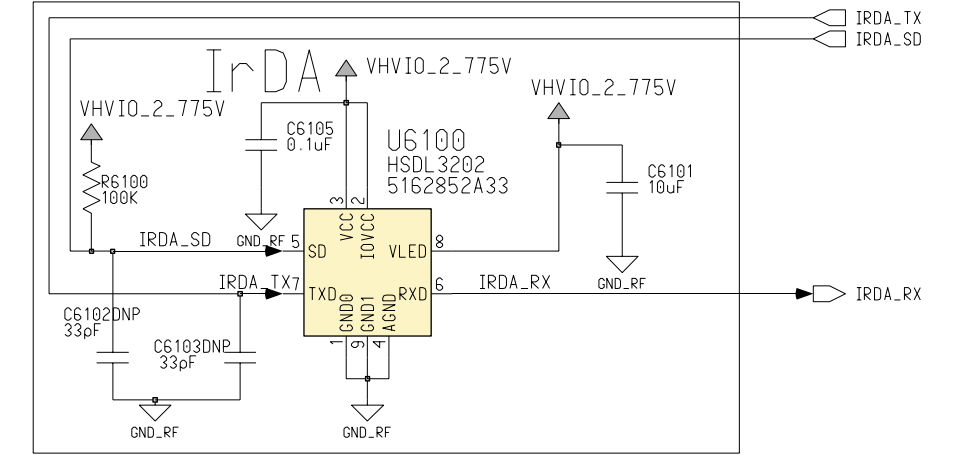 IRDA_TX
IRDA_SD
IrDA
VHVIO_2_775V
VHVIO_2_775V
VHVIO_2_775V
C6105
0.1uF
U6100
HSDL3202
5162852A33
C6101
10uF
R6100
100K
3
2
VCC
IOVCC
IRDA_SD
GND_RF
5
SD
VLED
8
IRDA_TX
7
TXD
RXD
6
IRDA_RX
GND_RF
IRDA_RX
GND0
GND1
AGND
1
9
4
C6102DNP
33pF
C6103DNP
33pF
GND_RF
GND_RF